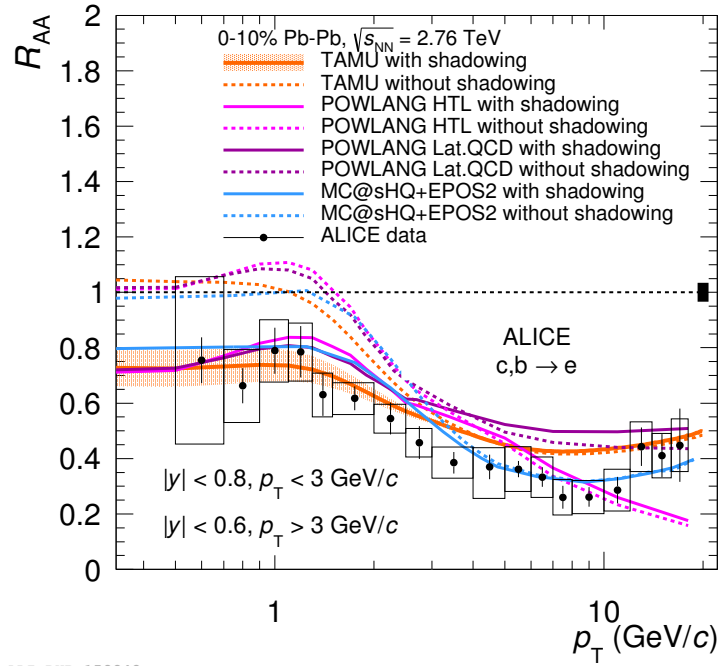 R_AA
2
1.8
1.6
1.4
1.2
1
0.8
0.6
0.4
0.2
0
0-10% Pb-Pb, √s_NN = 2.76 TeV
TAMU with shadowing
TAMU without shadowing
POWLANG HTL with shadowing
POWLANG HTL without shadowing
POWLANG Lat.QCD with shadowing
POWLANG Lat.QCD without shadowing
MC@sHQ+EPOS2 with shadowing
MC@sHQ+EPOS2 without shadowing
ALICE data
ALICE
c,b → e
|y| < 0.8, p_T < 3 GeV/c
|y| < 0.6, p_T > 3 GeV/c
1
10
p_T (GeV/c)